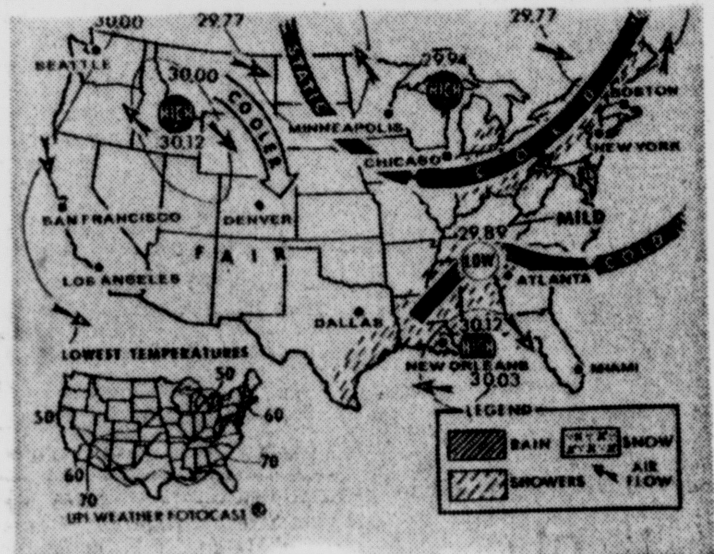 30.00
29.77
29.77
SEATTLE
STATIC
29.94
30.00
HIGH
HIGH
COOLER
BOSTON
COLD
MINNEAPOLIS
30.12
NEW YORK
CHICAGO
SAN FRANCISCO
DENVER
MILD
29.89
FAIR
LOW
COLD
ATLANTA
LOS ANGELES
DALLAS
30.12
HIGH
LOWEST TEMPERATURES
NEW ORLEANS
MIAMI
30.03
50
50
60
70
60
70
LEGEND
RAIN
SNOW
SHOWERS
AIR
FLOW
UPI WEATHER FOTOCAST ©